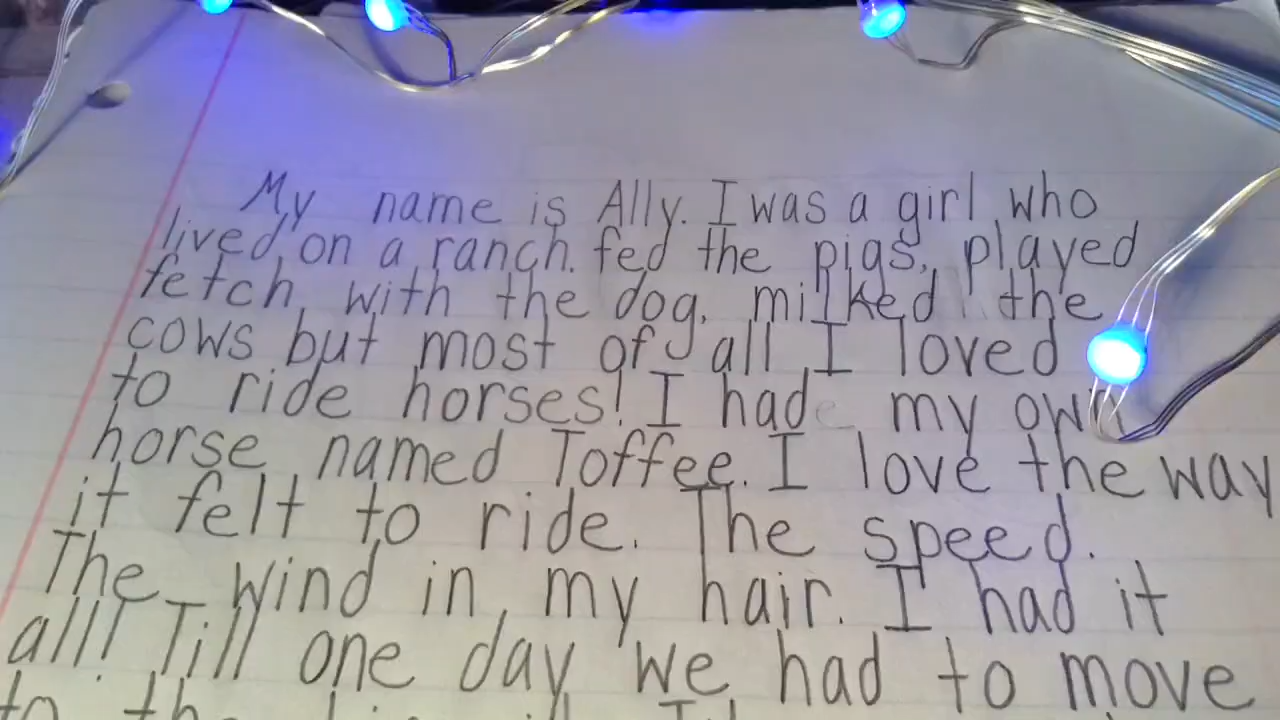 My name is Ally. I was a girl who
lived on a ranch. fed the pigs, played
fetch with the dog, milked the
cows but most of all I loved
to ride horses! I had my own
horse named Toffee. I love the way
it felt to ride. The speed.
The wind in my hair. I had it
all! Till one day we had to move
to the